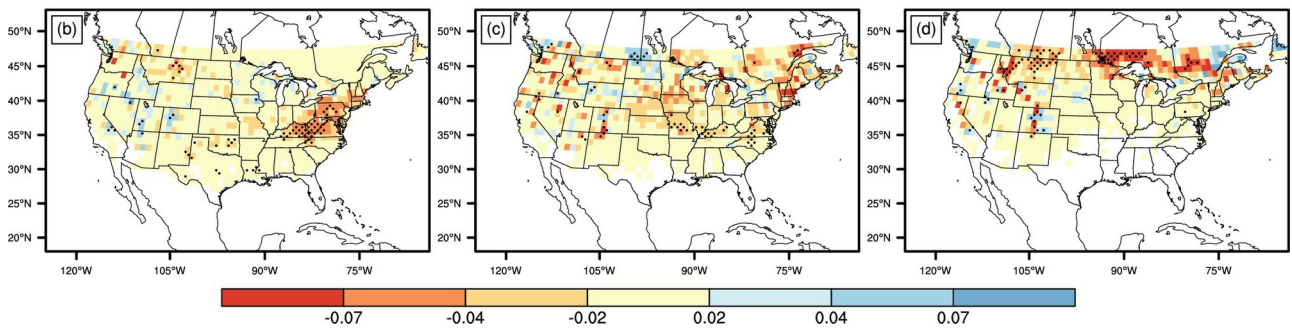 (b) (c) (d)
50°N 50°N 50°N
45°N 45°N 45°N
40°N 40°N 40°N
35°N 35°N 35°N
30°N 30°N 30°N
25°N 25°N 25°N
20°N 20°N 20°N
120°W 105°W 90°W 75°W 120°W 105°W 90°W 75°W 120°W 105°W 90°W 75°W
-0.07 -0.04 -0.02 0.02 0.04 0.07